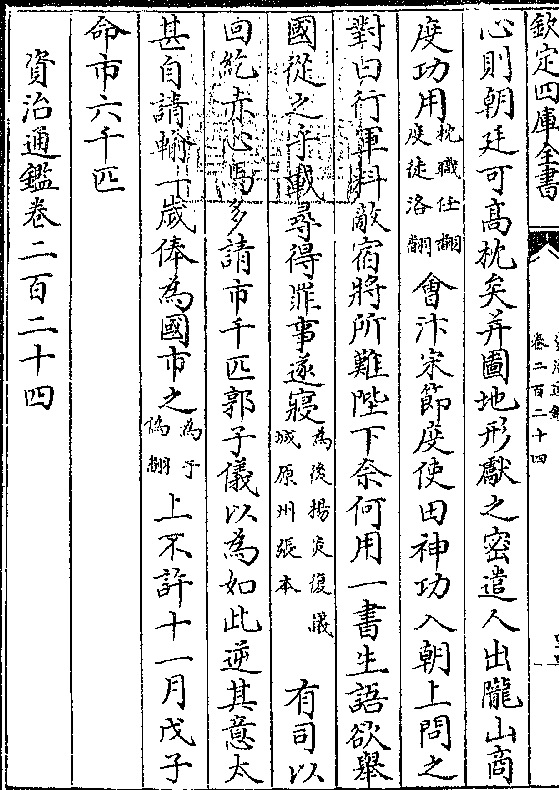 欽定四庫全書
卷二百二十四
心則朝廷可髙枕矣并圖地形獻之密遣人出隴山商
度功用枕職任翻度徒洛翻會汴宋節度使田神功入朝上問之
對曰行軍料敵宿將所難陛下奈何用一書生語欲舉
國從之乎載尋得罪事遂寢為後楊炎復議城原州張本有司以
回紇赤心馬多請市千匹郭子儀以為如此逆其意太
甚自請輸一歲俸為國市之為于偽翻上不許十一月戊子
命市六千匹
資治通鑑卷二百二十四